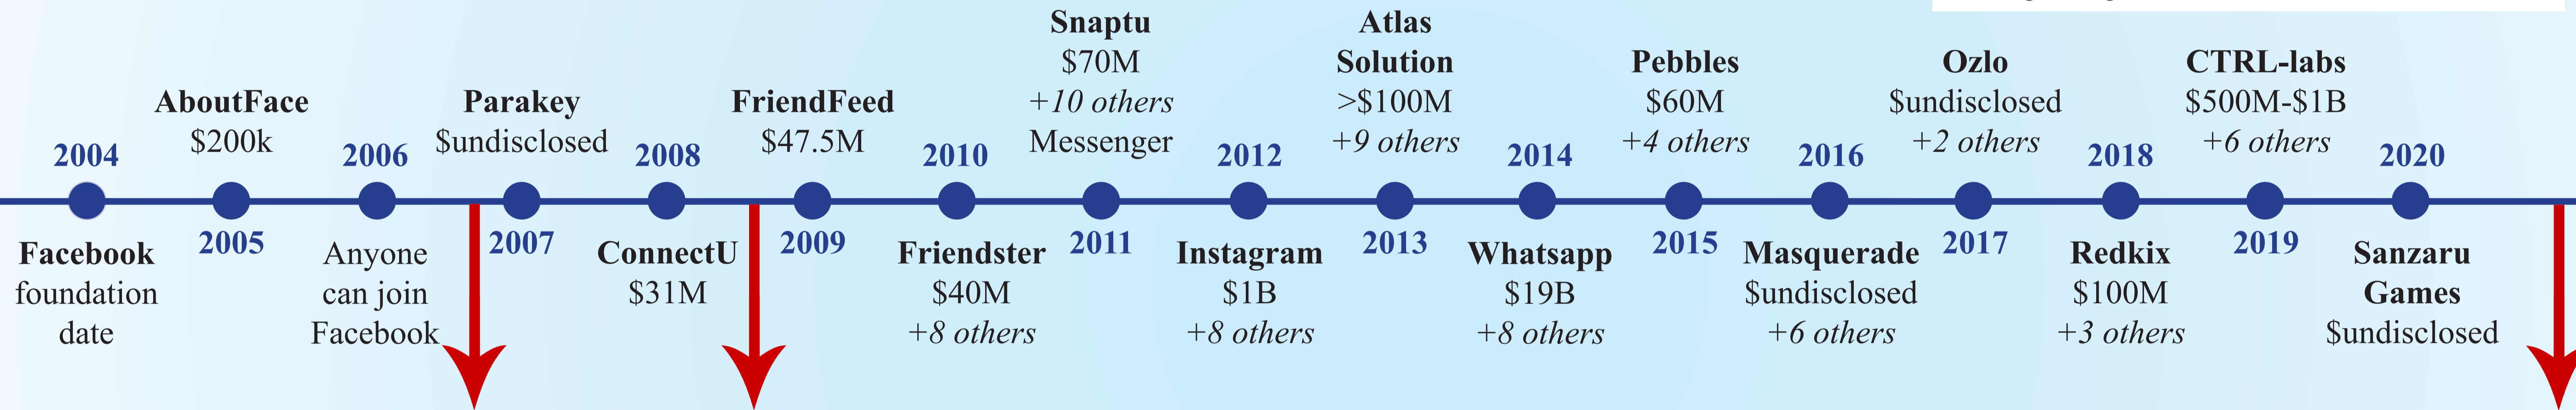 2004
Facebook
foundation
date
AboutFace
$200k
2005
2006
Anyone
can join
Facebook
Parakey
$undisclosed
2007
2008
ConnectU
$31M
FriendFeed
$47.5M
2009
2010
Friendster
$40M
+8 others
Snaptu
$70M
+10 others
Messenger
2011
2012
Instagram
$1B
+8 others
Atlas
Solution
>$100M
+9 others
2013
2014
Whatsapp
$19B
+8 others
Pebbles
$60M
+4 others
2015
2016
Masquerade
$undisclosed
+6 others
Ozlo
$undisclosed
+2 others
2017
2018
Redkix
$100M
+3 others
CTRL-labs
$500M-$1B
+6 others
2019
2020
Sanzaru
Games
$undisclosed